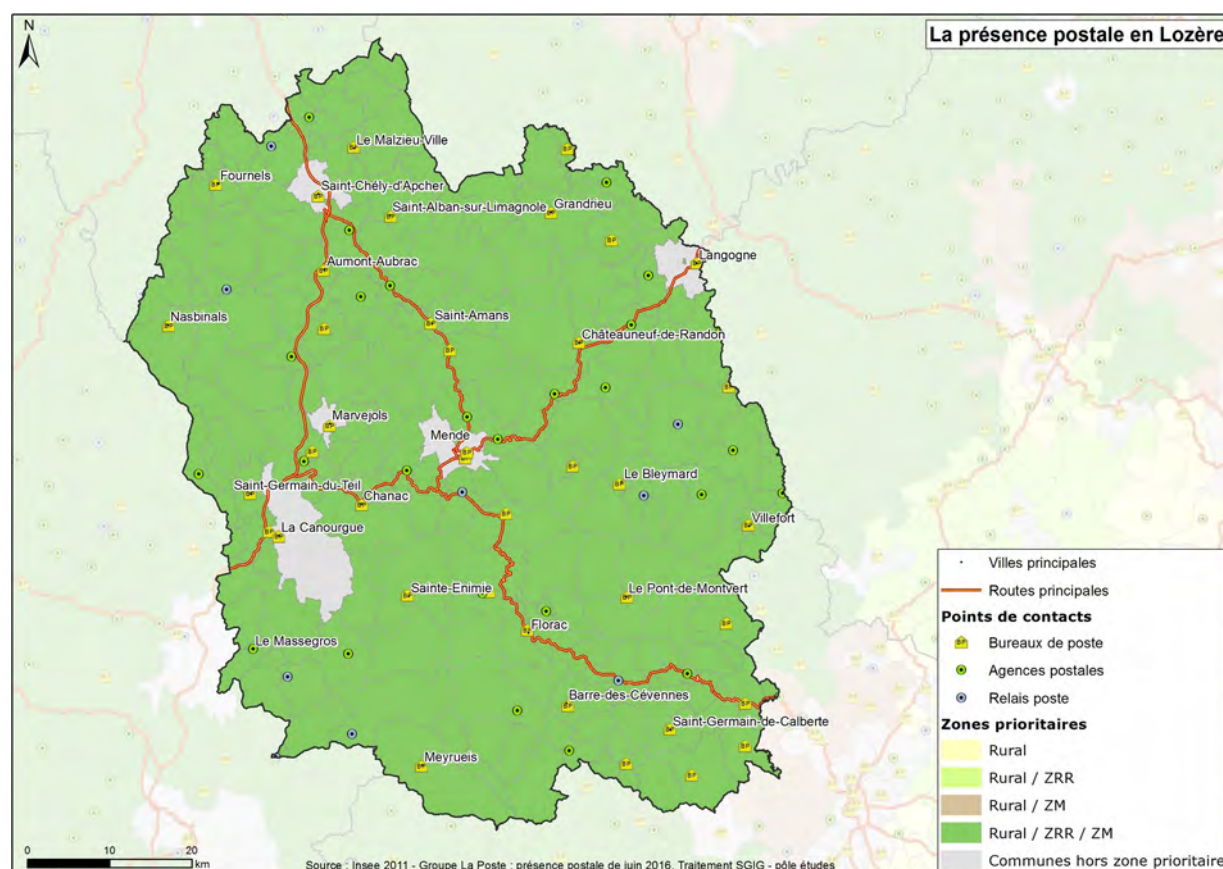 N
La présence postale en Lozère
Le Malzieu-Ville
Fournels
Saint-Chély-d'Apcher
Saint-Alban-sur-Limagnole
Grandrieu
Langogne
Aumont-Aubrac
Nasbinals
Saint-Amans
Châteauneuf-de-Randon
Marvejols
Mende
Le Bleymard
Saint-Germain-du-Teil
Chanac
Villefort
La Canourgue
Sainte-Enimie
Le Pont-de-Montvert
Florac
Le Massegros
Barre-des-Cévennes
Saint-Germain-de-Calberte
Meyrueis
Villes principales
Routes principales
Points de contacts
BP
Bureaux de poste
Agences postales
Relais poste
Zones prioritaires
Rural
Rural / ZRR
Rural / ZM
Rural / ZRR / ZM
Communes hors zone prioritaire
0 10 20
km
Source : Insee 2011 - Groupe La Poste : présence postale de juin 2016. Traitement SGIG - pôle études